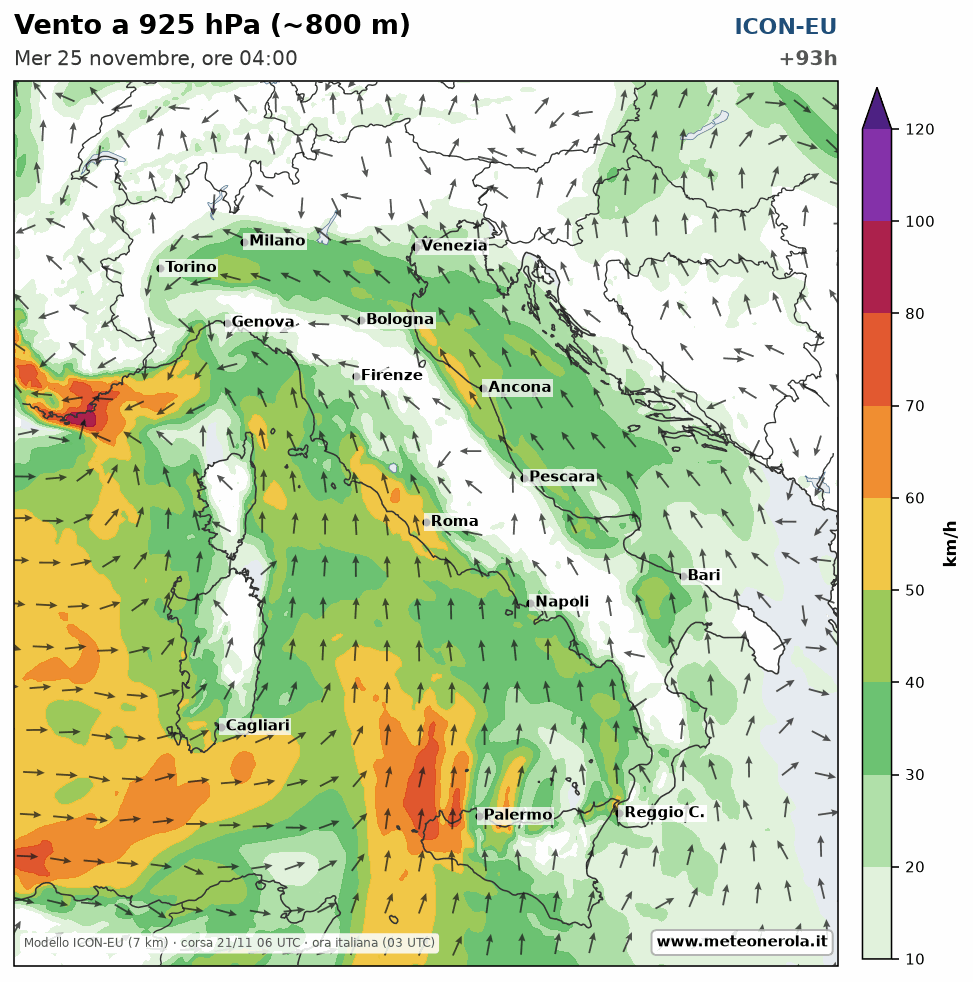 Vento a 925 hPa (~800 m)
ICON-EU
Mer 25 novembre, ore 04:00
+93h
Milano
Venezia
Torino
Genova
Bologna
Firenze
Ancona
Pescara
Roma
Bari
Napoli
Cagliari
Palermo
Reggio C.
120
100
80
70
60
50
40
30
20
10
km/h
Modello ICON-EU (7 km) · corsa 21/11 06 UTC · ora italiana (03 UTC)
www.meteonerola.it